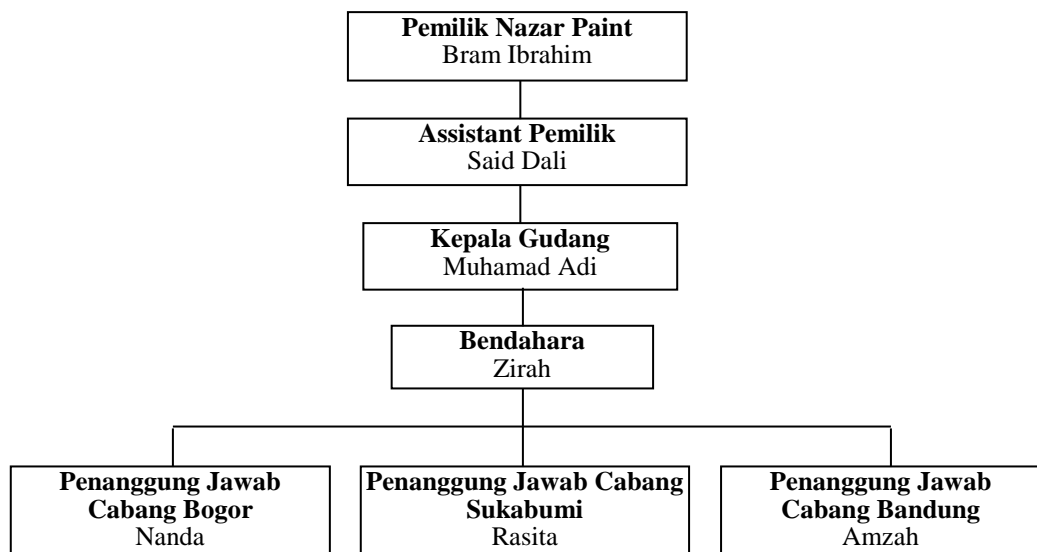 Pemilik Nazar Paint
Bram Ibrahim
Assistant Pemilik
Said Dali
Kepala Gudang
Muhamad Adi
Bendahara
Zirah
Penanggung Jawab
Cabang Bogor
Nanda
Penanggung Jawab Cabang
Sukabumi
Rasita
Penanggung Jawab
Cabang Bandung
Amzah